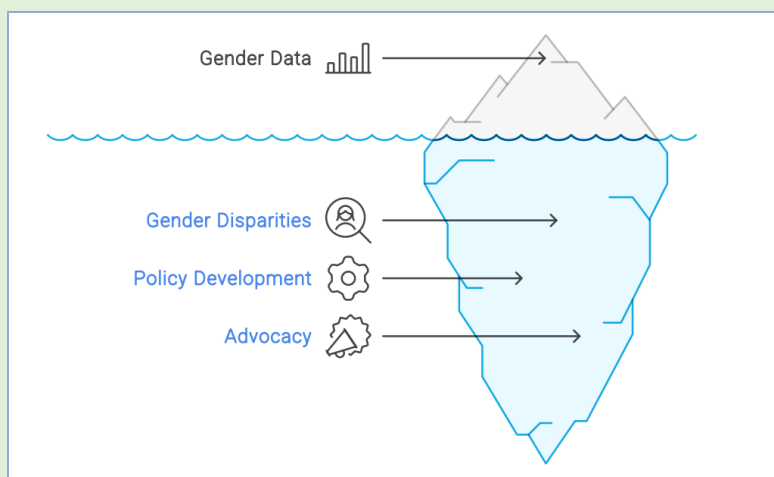 Gender Data
Gender Disparities
Policy Development
Advocacy